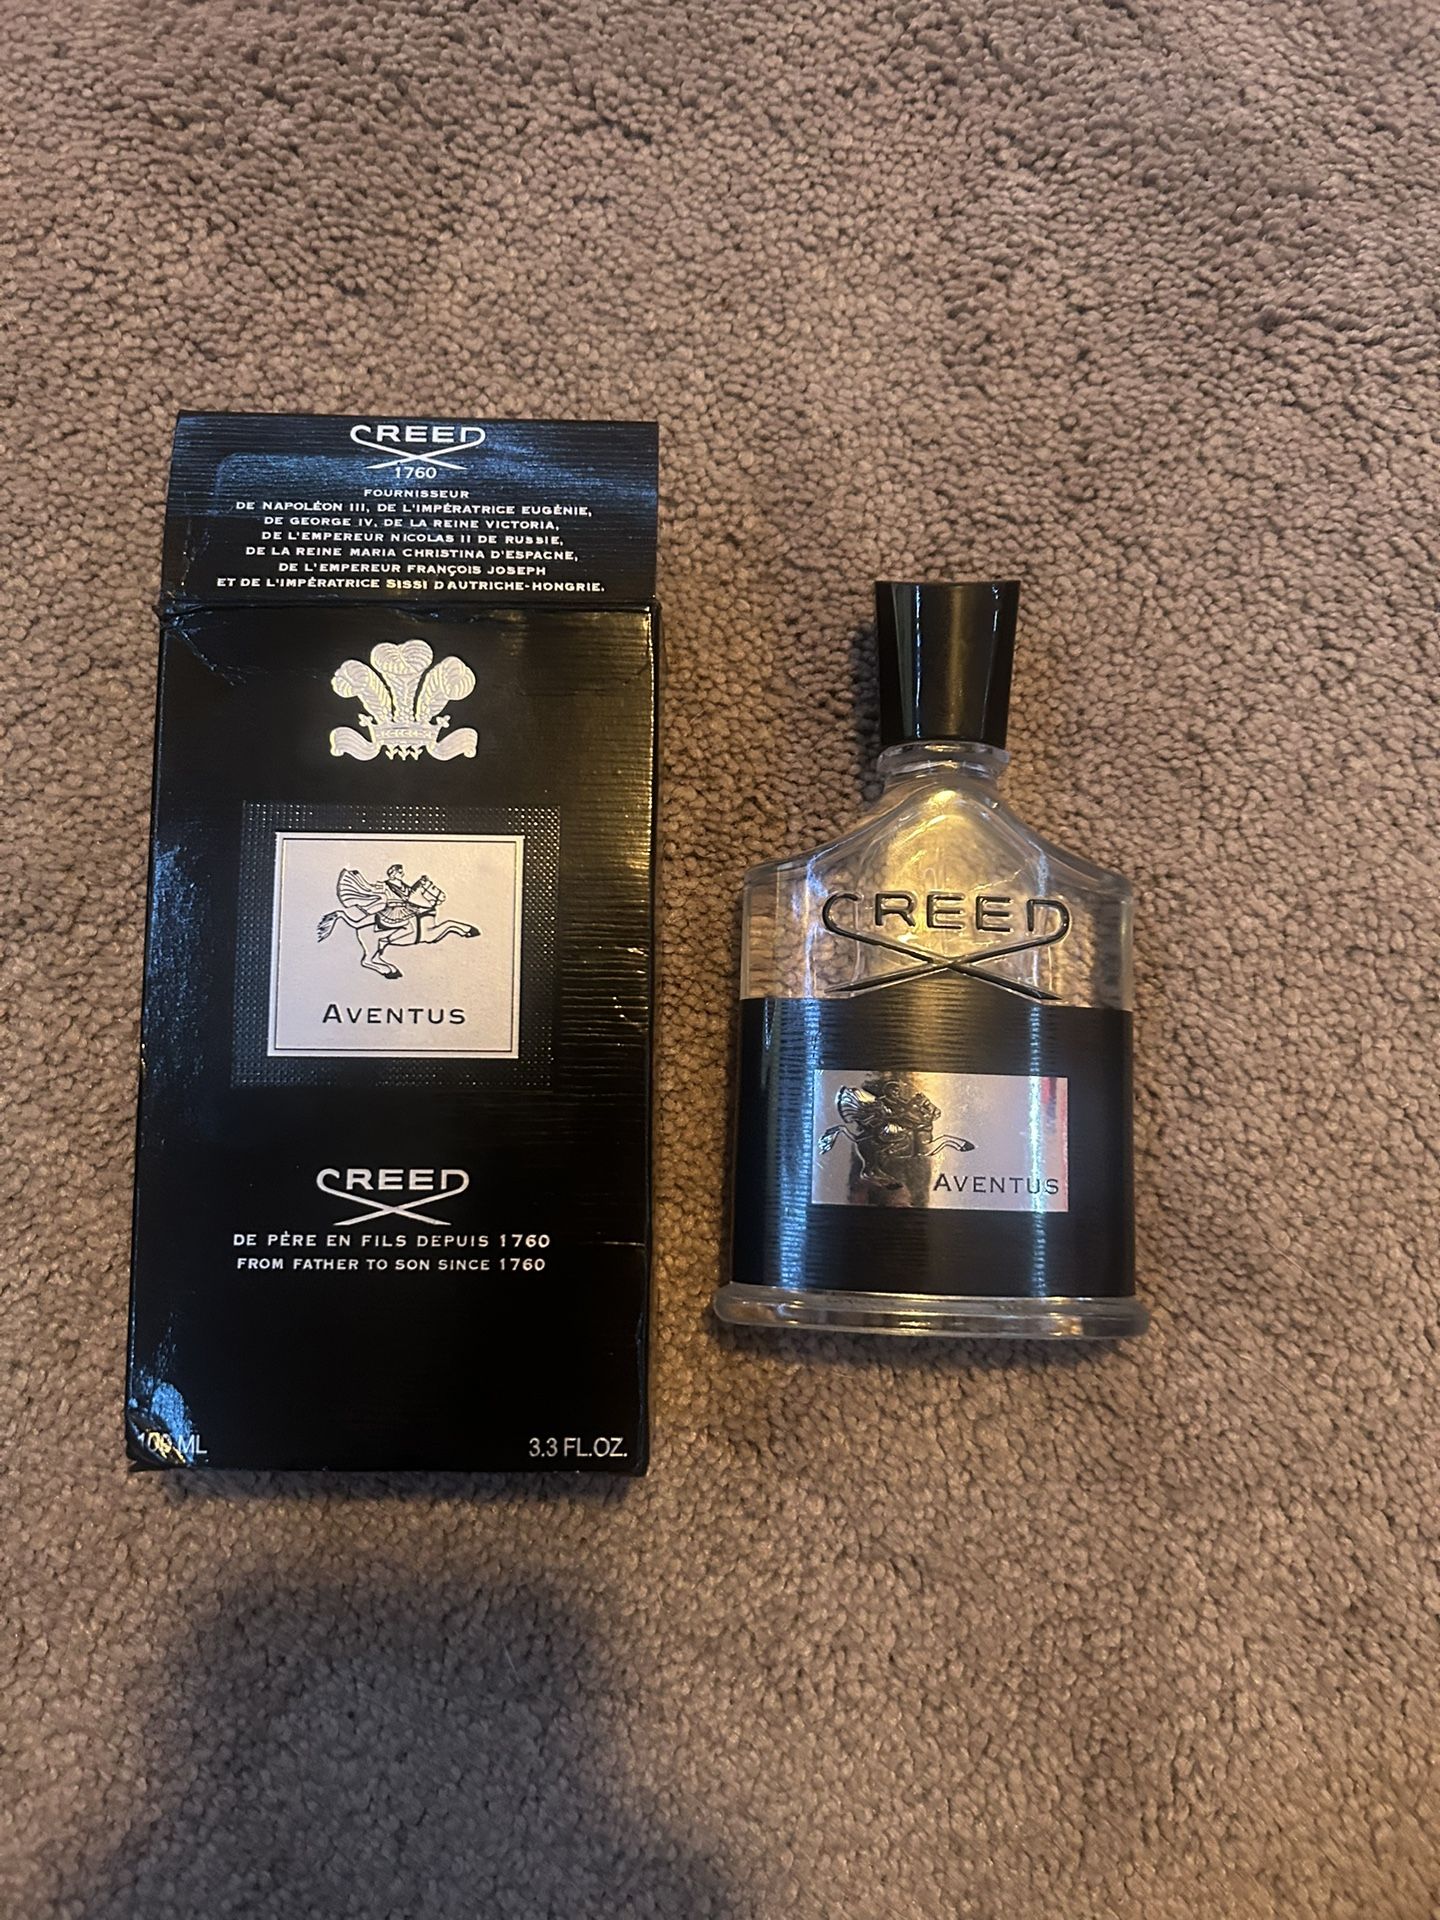 CREED
1760
FOURNISSEUR
DE NAPOLÉON III, DE L'IMPÉRATRICE EUGÉNIE,
DE GEORGE IV, DE LA REINE VICTORIA,
DE L'EMPEREUR NICOLAS II DE RUSSIE,
DE LA REINE MARIA CHRISTINA D'ESPAGNE,
DE L'EMPEREUR FRANÇOIS JOSEPH
ET DE L'IMPÉRATRICE SISSI D'AUTRICHE-HONGRIE.
AVENTUS
CREED
DE PÈRE EN FILS DEPUIS 1760
FROM FATHER TO SON SINCE 1760
100 ML 3.3 FL.OZ.
CREED
AVENTUS